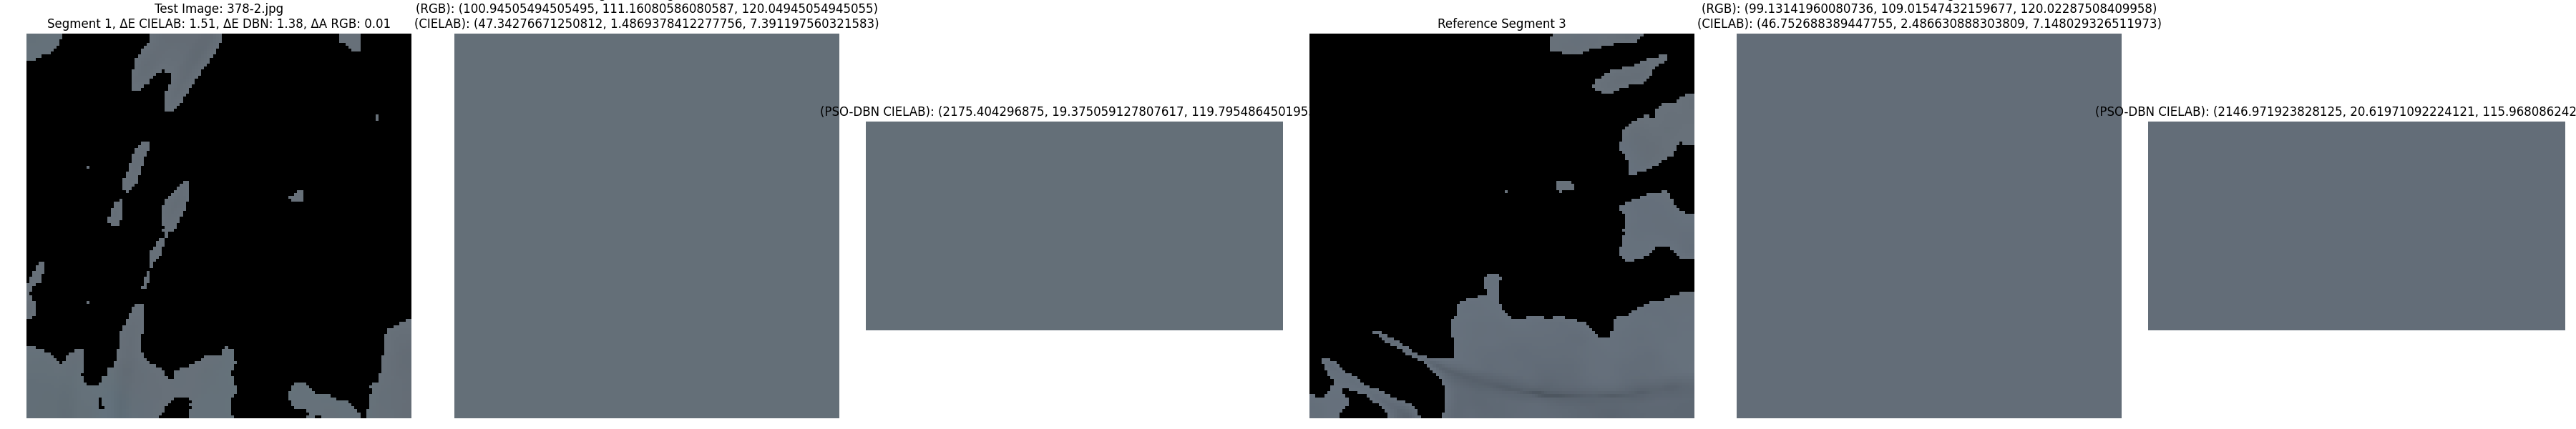 Test Image: 378-2.jpg
Segment 1, ΔE CIELAB: 1.51, ΔE DBN: 1.38, ΔA RGB: 0.01
(RGB): (100.94505494505495, 111.16080586080587, 120.04945054945055)
(CIELAB): (47.34276671250812, 1.4869378412277756, 7.391197560321583)
(PSO-DBN CIELAB): (2175.404296875, 19.375059127807617, 119.795486450195
Reference Segment 3
(RGB): (99.13141960080736, 109.01547432159677, 120.02287508409958)
(CIELAB): (46.752688389447755, 2.486630888303809, 7.148029326511973)
(PSO-DBN CIELAB): (2146.971923828125, 20.61971092224121, 115.968086242